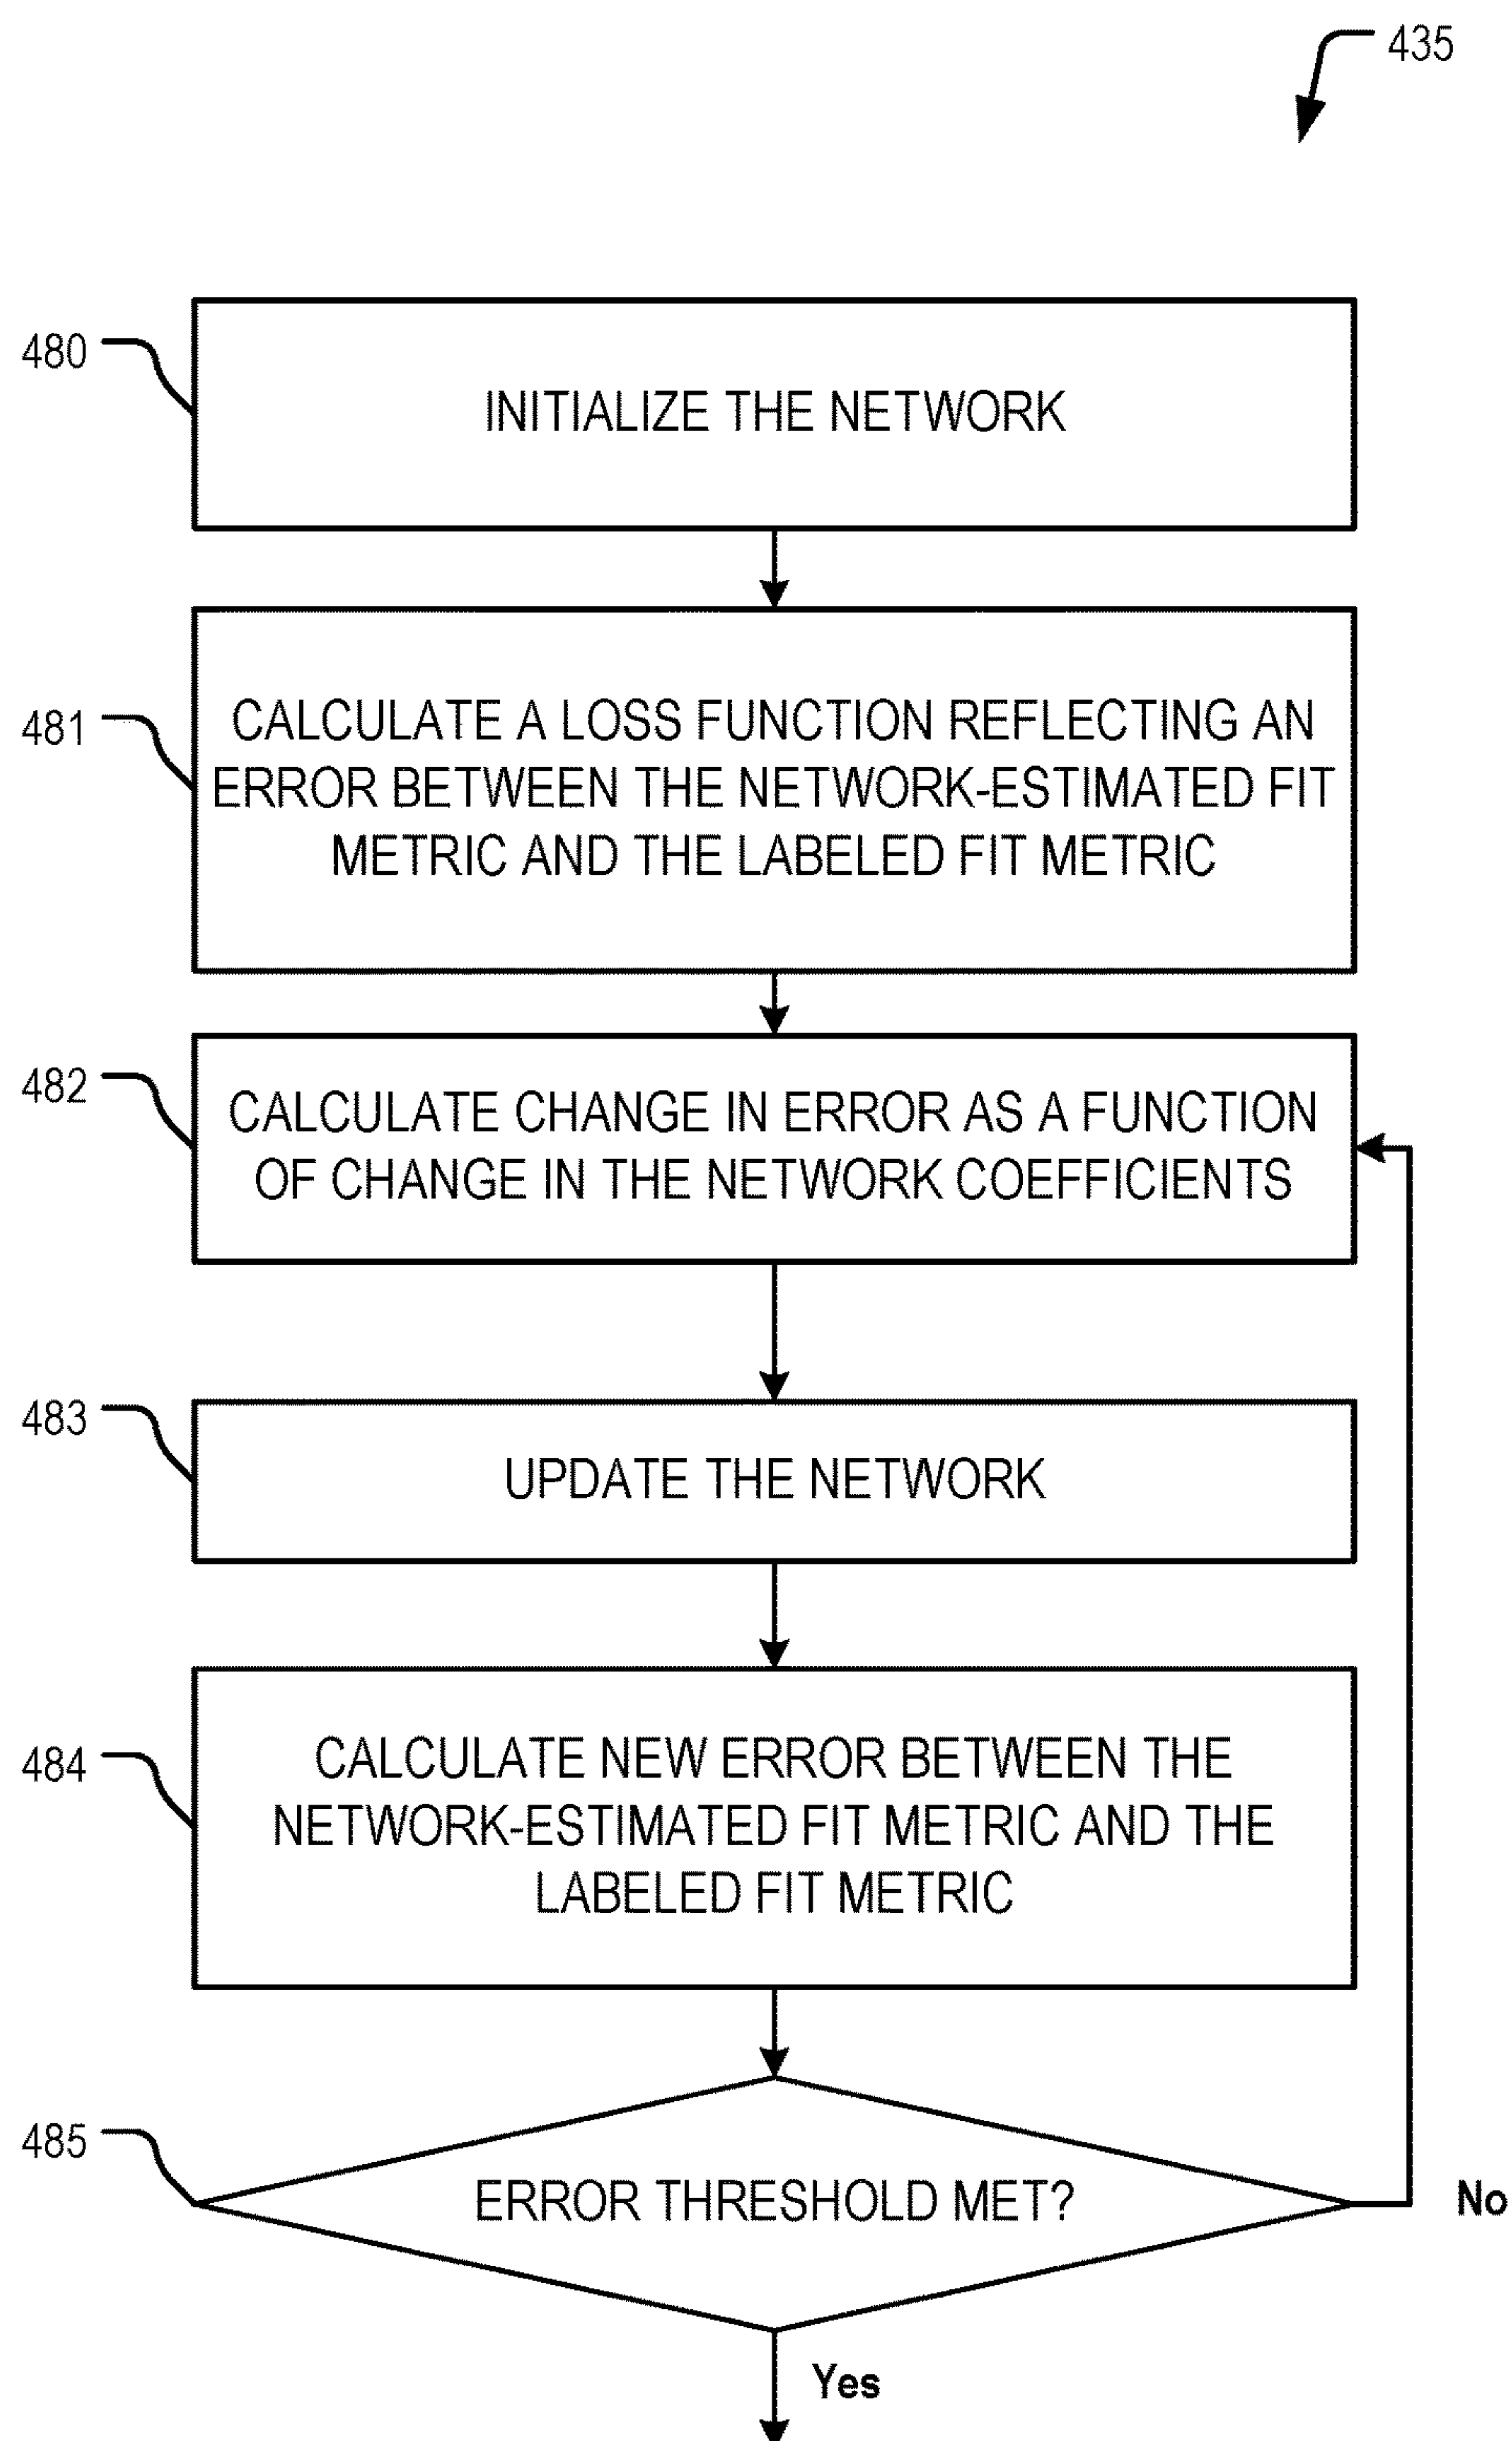 435
480
INITIALIZE THE NETWORK
481
CALCULATE A LOSS FUNCTION REFLECTING AN
ERROR BETWEEN THE NETWORK-ESTIMATED FIT
METRIC AND THE LABELED FIT METRIC
482
CALCULATE CHANGE IN ERROR AS A FUNCTION
OF CHANGE IN THE NETWORK COEFFICIENTS
483
UPDATE THE NETWORK
484
CALCULATE NEW ERROR BETWEEN THE
NETWORK-ESTIMATED FIT METRIC AND THE
LABELED FIT METRIC
485
ERROR THRESHOLD MET?
No
Yes